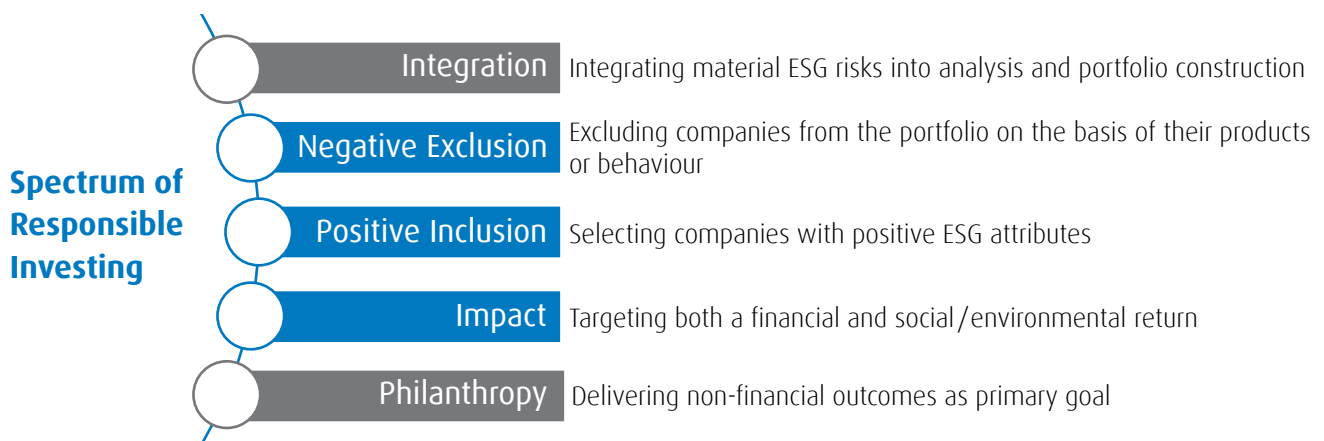 Spectrum of
Responsible
Investing
Integration
Integrating material ESG risks into analysis and portfolio construction
Negative Exclusion
Excluding companies from the portfolio on the basis of their products
or behaviour
Positive Inclusion
Selecting companies with positive ESG attributes
Impact
Targeting both a financial and social/environmental return
Philanthropy
Delivering non-financial outcomes as primary goal